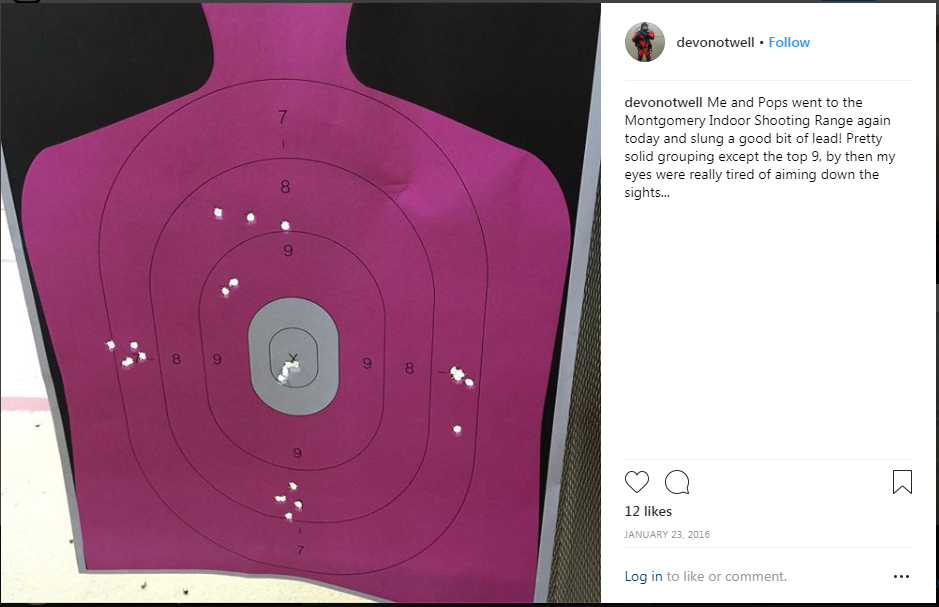 7
8
9
7 8 9 X 9 8
9
7
devonotwell • Follow
devonotwell Me and Pops went to the
Montgomery Indoor Shooting Range again
today and slung a good bit of lead! Pretty
solid grouping except the top 9, by then my
eyes were really tired of aiming down the
sights...
12 likes
JANUARY 23, 2016
Log in to like or comment.